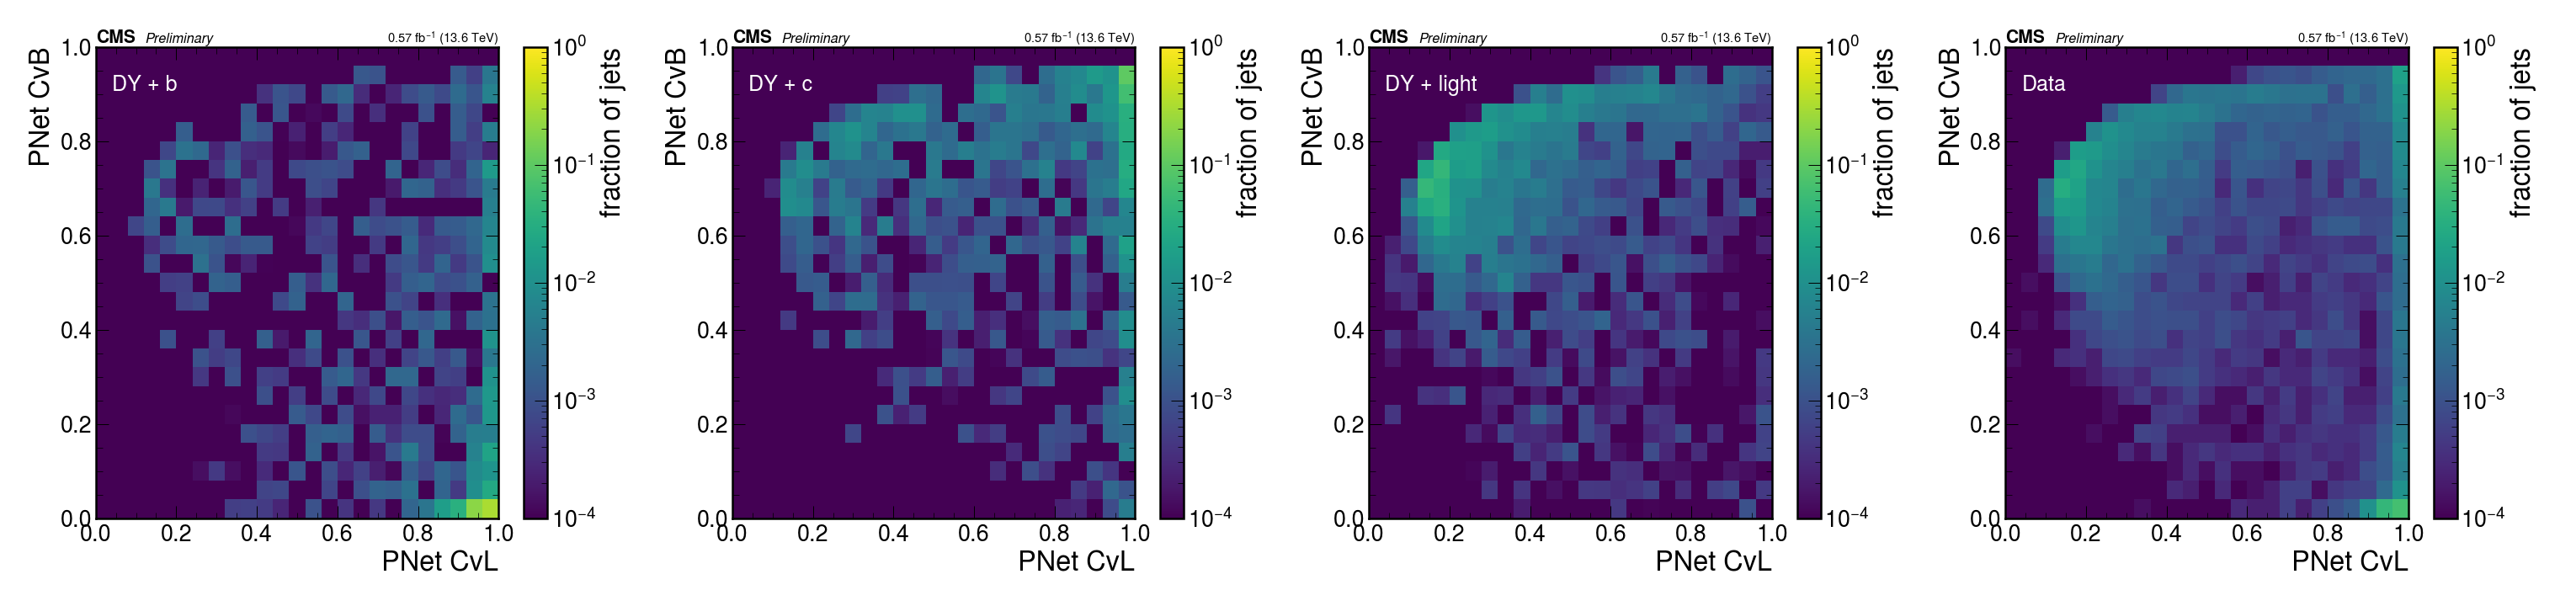 CMS Preliminary 0.57 fb⁻¹ (13.6 TeV)
DY + b
PNet CvB
1.0
0.8
0.6
0.4
0.2
0.0
0.0 0.2 0.4 0.6 0.8 1.0
PNet CvL
10⁰
10⁻¹
10⁻²
10⁻³
10⁻⁴
fraction of jets
CMS Preliminary 0.57 fb⁻¹ (13.6 TeV)
DY + c
PNet CvB
1.0
0.8
0.6
0.4
0.2
0.0
0.0 0.2 0.4 0.6 0.8 1.0
PNet CvL
10⁰
10⁻¹
10⁻²
10⁻³
10⁻⁴
fraction of jets
CMS Preliminary 0.57 fb⁻¹ (13.6 TeV)
DY + light
PNet CvB
1.0
0.8
0.6
0.4
0.2
0.0
0.0 0.2 0.4 0.6 0.8 1.0
PNet CvL
10⁰
10⁻¹
10⁻²
10⁻³
10⁻⁴
fraction of jets
CMS Preliminary 0.57 fb⁻¹ (13.6 TeV)
Data
PNet CvB
1.0
0.8
0.6
0.4
0.2
0.0
0.0 0.2 0.4 0.6 0.8 1.0
PNet CvL
10⁰
10⁻¹
10⁻²
10⁻³
10⁻⁴
fraction of jets